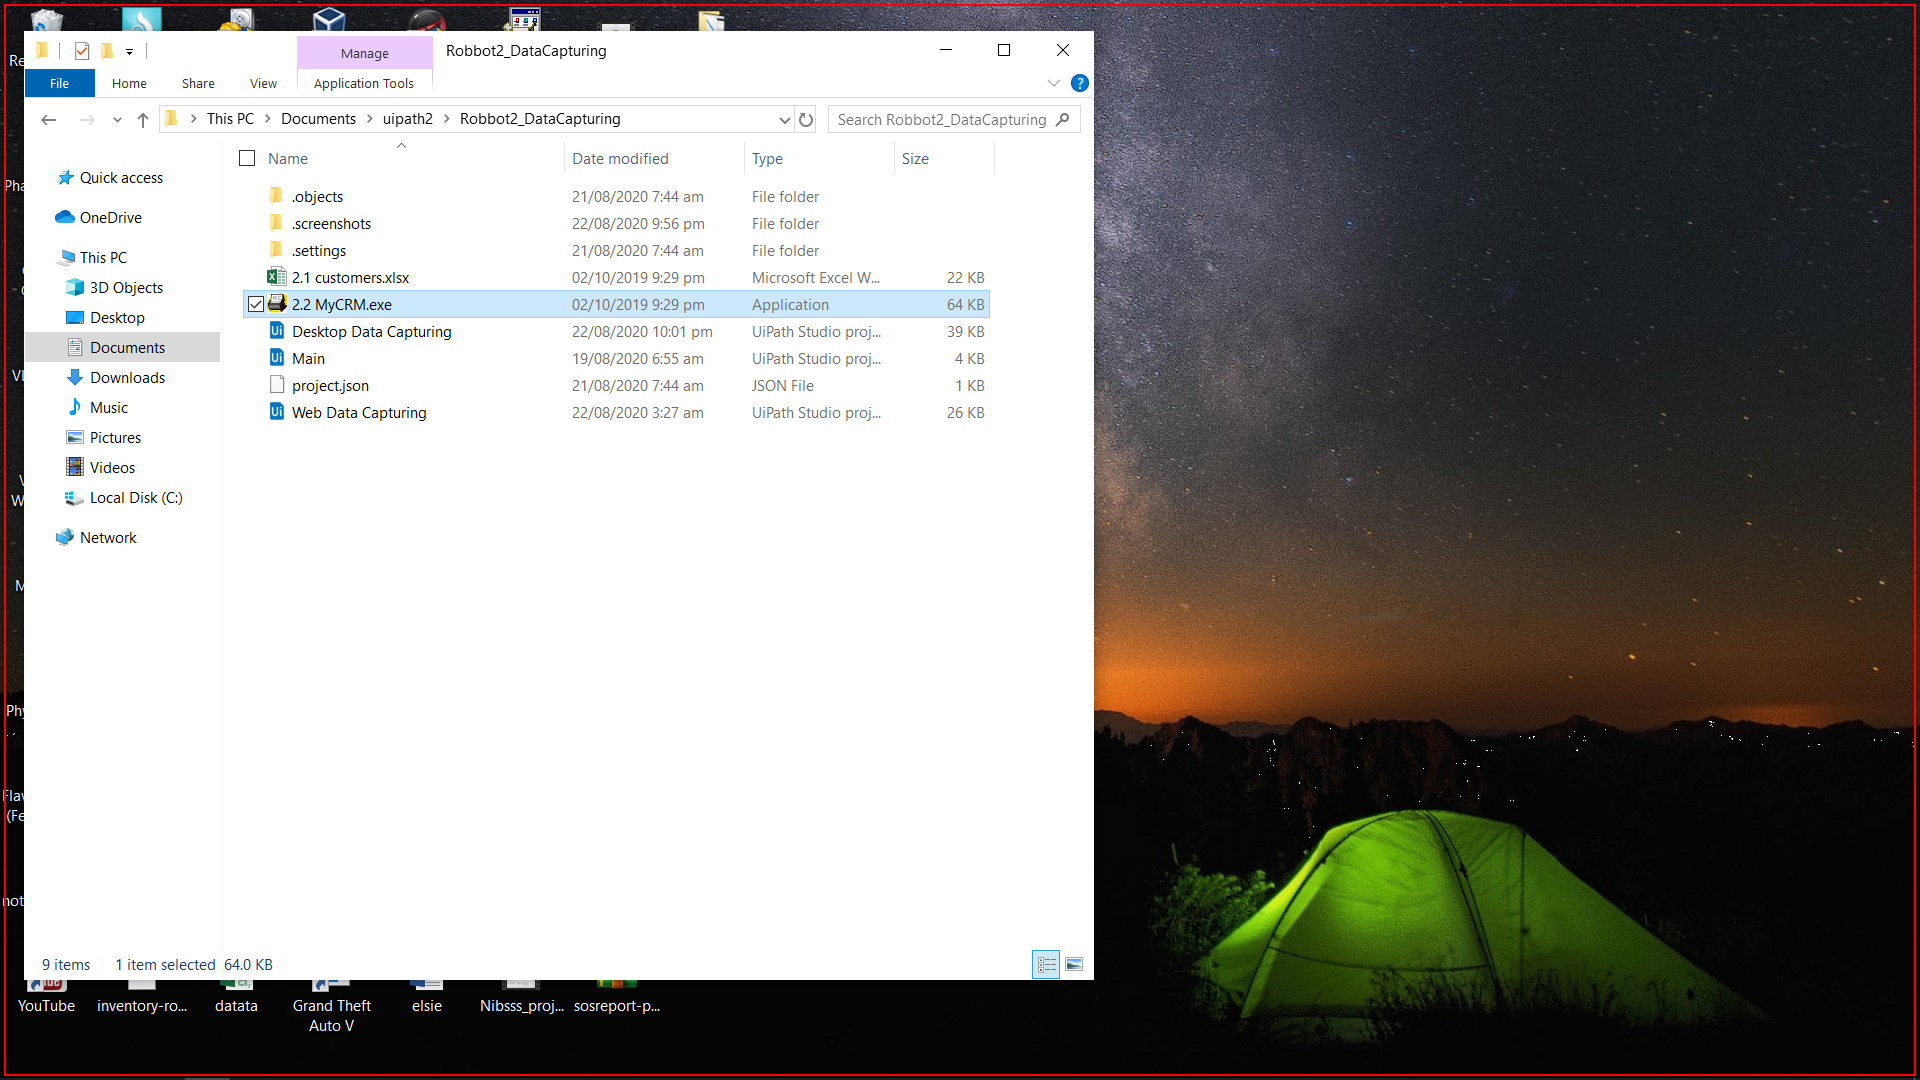 Manage
Robbot2_DataCapturing
File
Home
Share
View
Application Tools
This PC
Documents
uipath2
Robbot2_DataCapturing
Search Robbot2_DataCapturing
Name
Date modified
Type
Size
Quick access
OneDrive
This PC
3D Objects
Desktop
Documents
Downloads
Music
Pictures
Videos
Local Disk (C:)
Network
.objects 21/08/2020 7:44 am File folder
.screenshots 22/08/2020 9:56 pm File folder
.settings 21/08/2020 7:44 am File folder
2.1 customers.xlsx 02/10/2019 9:29 pm Microsoft Excel W... 22 KB
2.2 MyCRM.exe 02/10/2019 9:29 pm Application 64 KB
Desktop Data Capturing 22/08/2020 10:01 pm UiPath Studio proj... 39 KB
Main 19/08/2020 6:55 am UiPath Studio proj... 4 KB
project.json 21/08/2020 7:44 am JSON File 1 KB
Web Data Capturing 22/08/2020 3:27 am UiPath Studio proj... 26 KB
9 items 1 item selected 64.0 KB
YouTube
inventory-ro...
datata
Grand Theft
Auto V
elsie
Nibsss_proj...
sosreport-p...